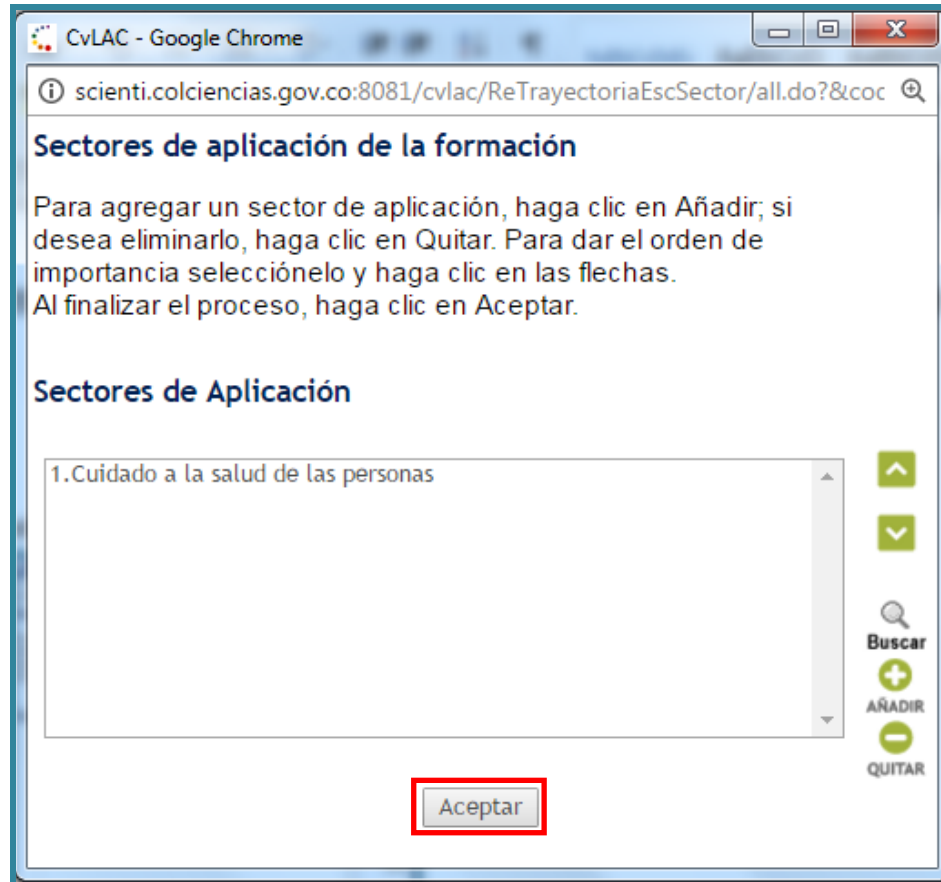 CvLAC - Google Chrome
scienti.colciencias.gov.co:8081/cvlac/ReTrayectoriaEscSector/all.do?&coc
Sectores de aplicación de la formación
Para agregar un sector de aplicación, haga clic en Añadir; si
desea eliminarlo, haga clic en Quitar. Para dar el orden de
importancia selecciónelo y haga clic en las flechas.
Al finalizar el proceso, haga clic en Aceptar.
Sectores de Aplicación
1.Cuidado a la salud de las personas
Buscar
AÑADIR
QUITAR
Aceptar